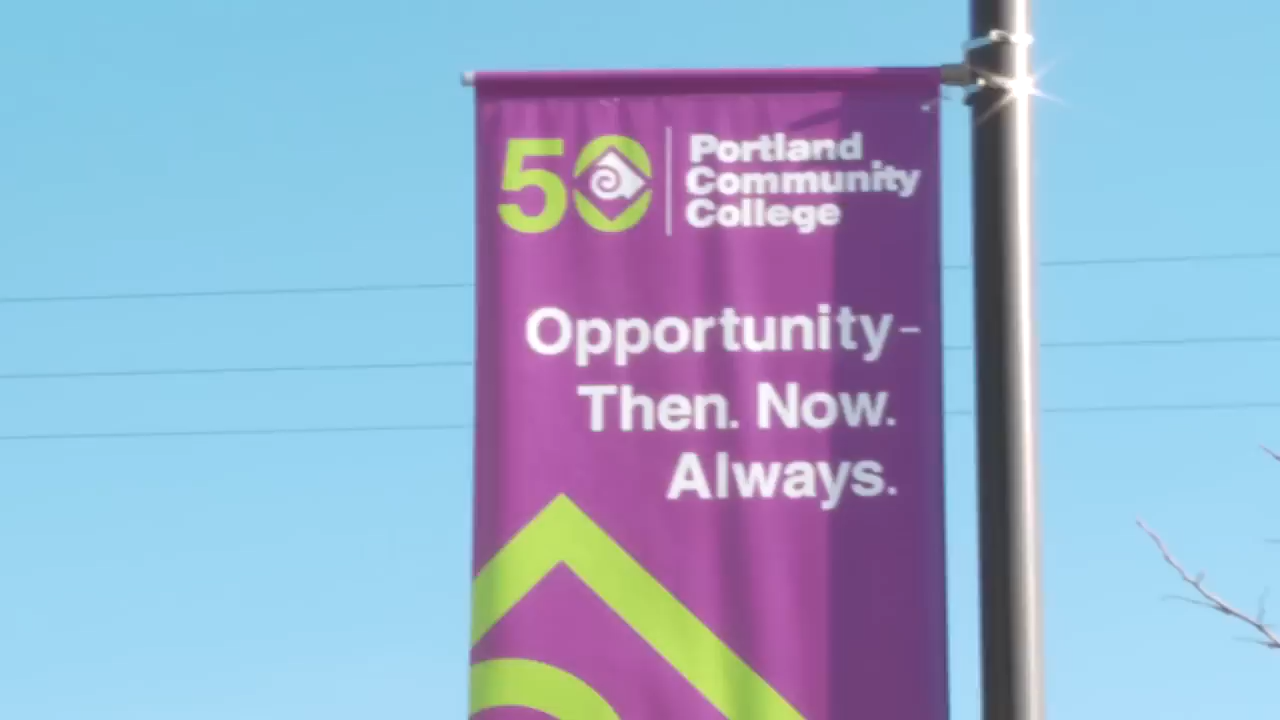 50 Portland
Community
College
Opportunity-
Then. Now.
Always.